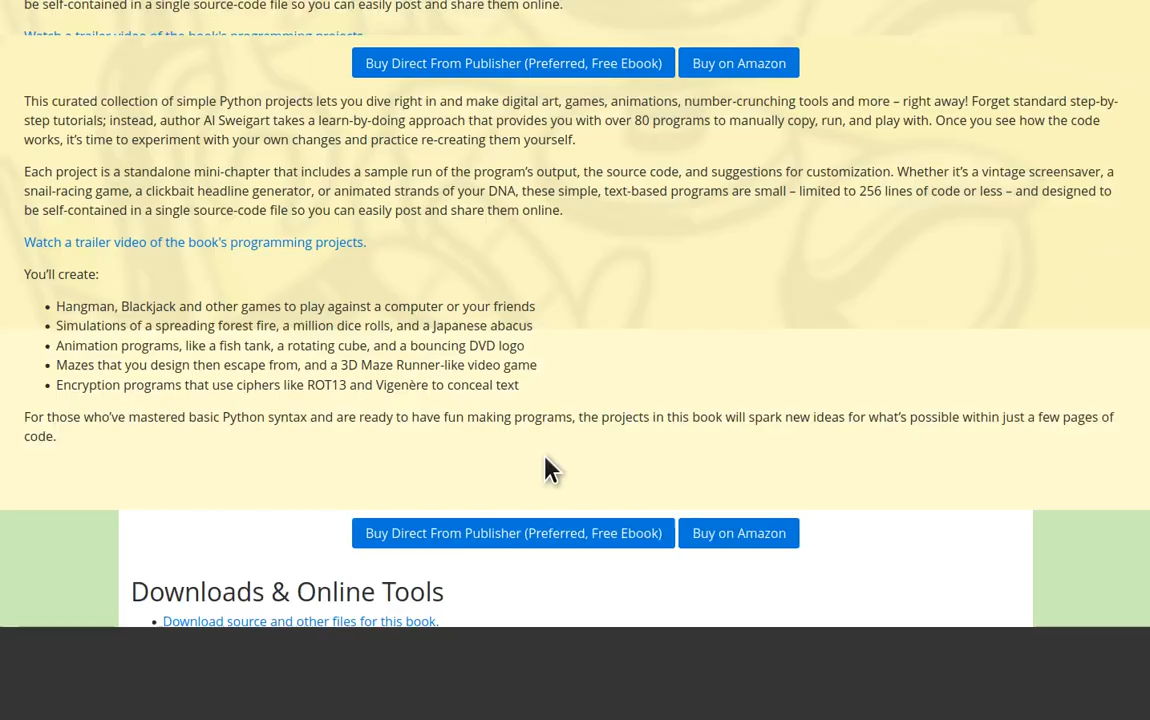 be self-contained in a single source-code file so you can easily post and share them online.
Watch a trailer video of the book's programming projects.
Buy Direct From Publisher (Preferred, Free Ebook) Buy on Amazon
This curated collection of simple Python projects lets you dive right in and make digital art, games, animations, number-crunching tools and more – right away! Forget standard step-by-
step tutorials; instead, author Al Sweigart takes a learn-by-doing approach that provides you with over 80 programs to manually copy, run, and play with. Once you see how the code
works, it’s time to experiment with your own changes and practice re-creating them yourself.
Each project is a standalone mini-chapter that includes a sample run of the program’s output, the source code, and suggestions for customization. Whether it’s a vintage screensaver, a
snail-racing game, a clickbait headline generator, or animated strands of your DNA, these simple, text-based programs are small – limited to 256 lines of code or less – and designed to
be self-contained in a single source-code file so you can easily post and share them online.
Watch a trailer video of the book's programming projects.
You’ll create:
• Hangman, Blackjack and other games to play against a computer or your friends
• Simulations of a spreading forest fire, a million dice rolls, and a Japanese abacus
• Animation programs, like a fish tank, a rotating cube, and a bouncing DVD logo
• Mazes that you design then escape from, and a 3D Maze Runner-like video game
• Encryption programs that use ciphers like ROT13 and Vigenère to conceal text
For those who’ve mastered basic Python syntax and are ready to have fun making programs, the projects in this book will spark new ideas for what’s possible within just a few pages of
code.
Buy Direct From Publisher (Preferred, Free Ebook) Buy on Amazon
Downloads & Online Tools
• Download source and other files for this book.